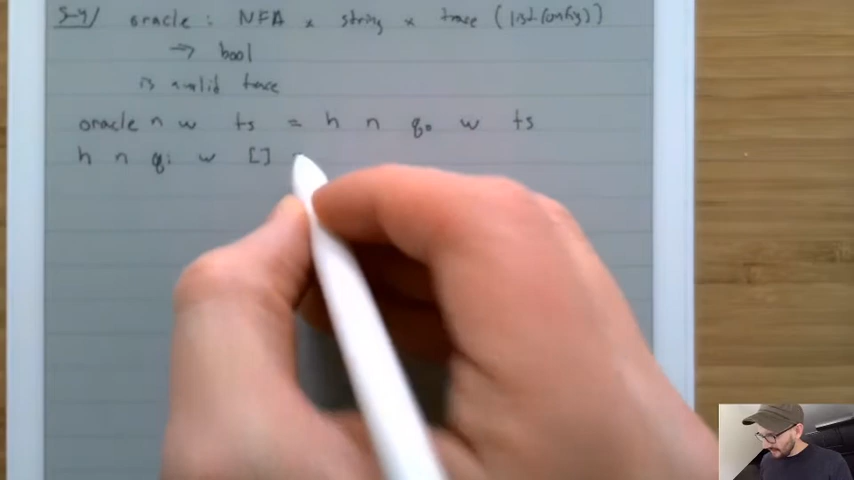 5-4/ oracle : NFA x string x trace (list config))
→ bool
is valid trace
oracle n w ts = h n q₀ w ts
h n qi w []